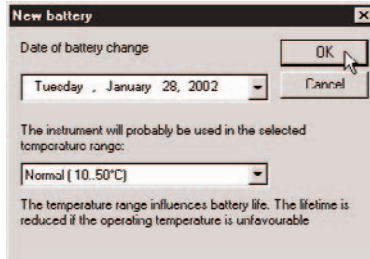 New battery
Date of battery change
OK
Tuesday , January 28, 2002
Cancel
The instrument will probably be used in the selected
temperature range:
Normal ( 10..50°C)
The temperature range influences battery life. The lifetime is
reduced if the operating temperature is unfavourable